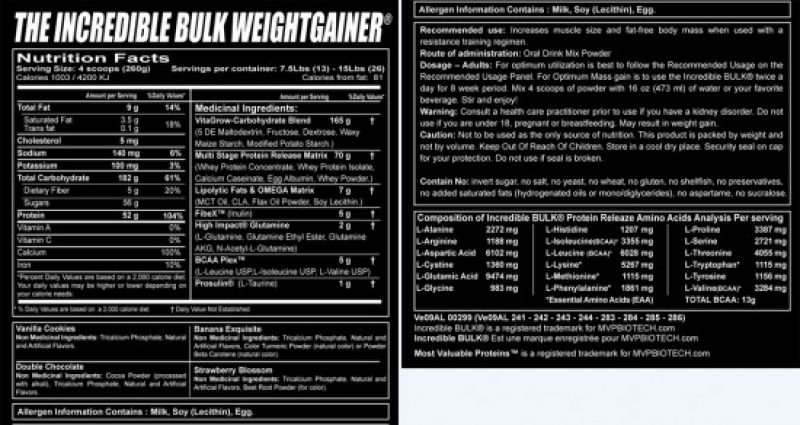 THE INCREDIBLE BULK WEIGHTGAINER®
Nutrition Facts
Serving Size: 4 scoops (260g) Servings per container: 7.5Lbs (13) - 15Lbs (26)
Calories 1003 / 4200 KJ Calories from fat: 81
Amount per Serving %Daily Values*
Total Fat 9 g 14%
Saturated Fat 3.5 g 18%
Trans fat 0.1 g
Cholesterol 5 mg
Sodium 140 mg 6%
Potassium 100 mg 3%
Total Carbohydrate 182 g 61%
Dietary Fiber 5 g 20%
Sugars 56 g
Protein 52 g 104%
Vitamin A 0%
Vitamin C 0%
Calcium 100%
Iron 10%
*Percent Daily Values are based on a 2,080 calorie diet.
Your daily values may be higher or lower depending on
your calorie needs:
Amount per Serving %Daily Values*
Medicinal Ingredients:
VitaGrow-Carbohydrate Blend 165 g †
(5 DE Maltodextrin, Fructose, Dextrose, Waxy
Maize Starch, Modified Potato Starch.)
Multi Stage Protein Release Matrix 70 g †
(Whey Protein Concentrate, Whey Protein Isolate,
Calcium Caseinate, Egg Albumin, Whey Powder.)
Lipolytic Fats & OMEGA Matrix 7 g †
(MCT Oil, CLA, Flax Oil Powder, Soy Lecithin.)
FibeX™ (Inulin) 5 g †
High Impact® Glutamine 2 g †
(L-Glutamine, Glutamine Ethyl Ester, Glutamine
AKG, N-Acetyl-L-Glutamine)
BCAA Plex™ 5 g †
(L-Leucine USP,L-Isoleucine USP, L-Valine USP)
Prosulin® (L-Taurine) 1 g †
* % Daily Values are based on a 2,000 calorie diet † Daily Value Not Established
Vanilla Cookies
Non Medicinal Ingredients: Tricalcium Phosphate, Natural
and Artificial Flavors.
Double Chocolate
Non Medicinal Ingredients: Cocoa Powder (processed
with alkali), Tricalcium Phosphate, Natural and Artificial
Flavors.
Banana Exquisite
Non Medicinal Ingredients: Tricalcium Phosphate, Natural and
Artificial Flavors, Color Turmeric Powder (natural color) or Powder
Beta Carotene (natural color).
Strawberry Blossom
Non Medicinal Ingredients: Tricalcium Phosphate, Natural and
Artificial Flavors, Beet Root Powder (for color).
Allergen Information Contains : Milk, Soy (Lecithin), Egg.
Allergen Information Contains : Milk, Soy (Lecithin), Egg.
Recommended use: Increases muscle size and fat-free body mass when used with a
resistance training regimen.
Route of administration: Oral Drink Mix Powder
Dosage – Adults: For optimum utilization is best to follow the Recommended Usage on the
Recommended Usage Panel. For Optimum Mass gain is to use the Incredible BULK® twice a
day for 8 week period. Mix 4 scoops of powder with 16 oz (473 ml) of water or your favorite
beverage. Stir and enjoy!
Warning: Consult a health care practitioner prior to use if you have a kidney disorder. Do not
use if you are under 18, pregnant or breastfeeding. May result in weight gain.
Caution: Not to be used as the only source of nutrition. This product is packed by weight and
not by volume. Keep Out Of Reach Of Children. Store in a cool dry place. Security seal on cap
for your protection. Do not use if seal is broken.
Contain No: invert sugar, no salt, no yeast, no wheat, no gluten, no shellfish, no preservatives,
no added saturated fats (hydrogenated oils or mono/diglycerides), no aspartame, no sucralose.
Composition of Incredible BULK® Protein Releaze Amino Acids Analysis Per serving
L-Alanine 2272 mg L-Histidine 1207 mg L-Proline 3387 mg
L-Arginine 1188 mg L-Isoleucine(BCAA)* 3355 mg L-Serine 2721 mg
L-Aspartic Acid 6102 mg L-Leucine (BCAA)* 6028 mg L-Threonine 4055 mg
L-Cystine 1360 mg L-Lysine* 5267 mg L-Tryptophan* 1115 mg
L-Glutamic Acid 9474 mg L-Methionine* 1115 mg L-Tyrosine 1156 mg
L-Glycine 983 mg L-Phenylalanine* 1861 mg L-Valine(BCAA)* 3284 mg
*Essential Amino Acids (EAA) TOTAL BCAA: 13g
Ve09AL 00299 (Ve09AL 241 - 242 - 243 - 244 - 283 - 284 - 285 - 286)
Incredible BULK® is a registered trademark for MVPBIOTECH.com
Incredible BULK® Est une marque enregistrée pour MVPBIOTECH.com
Most Valuable Proteins™ is a registered trademark for MVPBIOTECH.com